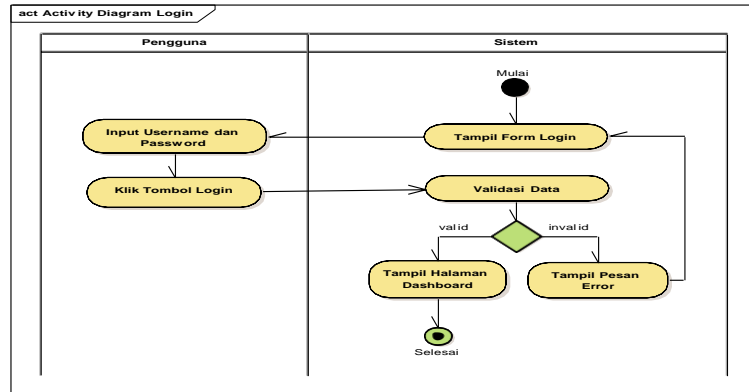 act Activity Diagram Login
Pengguna
Sistem
Mulai
Input Username dan
Password
Tampil Form Login
Klik Tombol Login
Validasi Data
valid
invalid
Tampil Halaman
Dashboard
Tampil Pesan
Error
Selesai